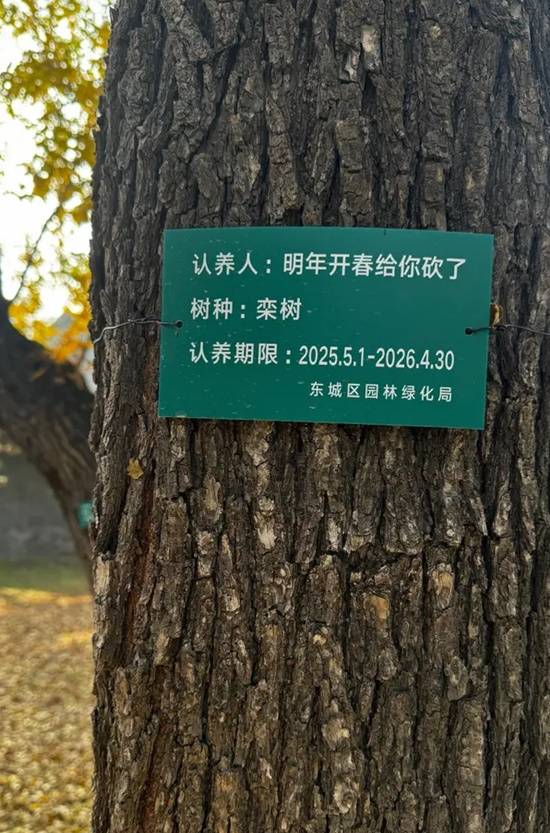 认养人：明年开春给你砍了
树种：栾树
认养期限：2025.5.1-2026.4.30
东城区园林绿化局